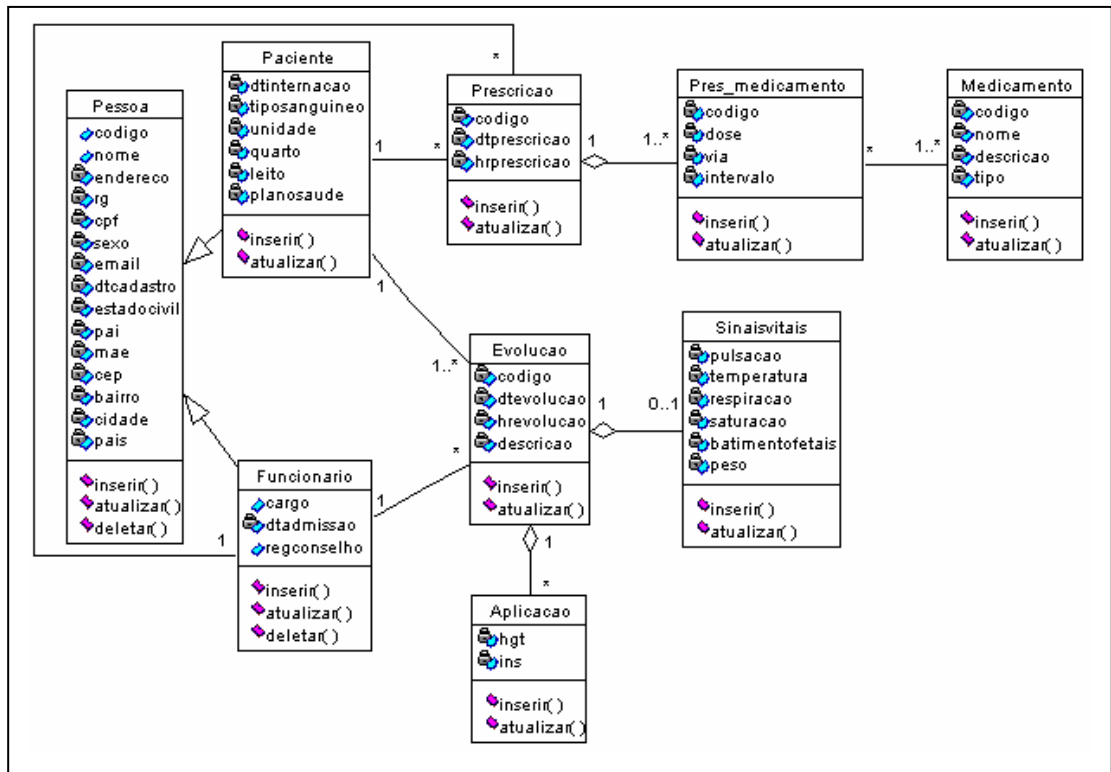 Pessoa
codigo
nome
endereco
rg
cpf
sexo
email
dtcadastro
estadocivil
pai
mae
cep
bairro
cidade
pais
inserir( )
atualizar( )
deletar( )
Paciente
dtinternacao
tiposanguineo
unidade
quarto
leito
planosaude
inserir( )
atualizar( )
1
*
1
1..*
*
Prescricao
codigo
dtprescricao
hrprescricao
inserir( )
atualizar( )
1
1..*
Pres_medicamento
codigo
dose
via
intervalo
inserir( )
atualizar( )
*
1..*
Medicamento
codigo
nome
descricao
tipo
inserir( )
atualizar( )
Funcionário
cargo
dtadmissao
regconselho
inserir( )
atualizar( )
deletar( )
1
1
*
Evolucao
codigo
dtevolucao
hrevolucao
descricao
inserir( )
atualizar( )
1
0..1
Sinaisvitais
pulsacao
temperatura
respiracao
saturacao
batimentofetais
peso
inserir( )
atualizar( )
1
*
Aplicacao
hgt
ins
inserir( )
atualizar( )